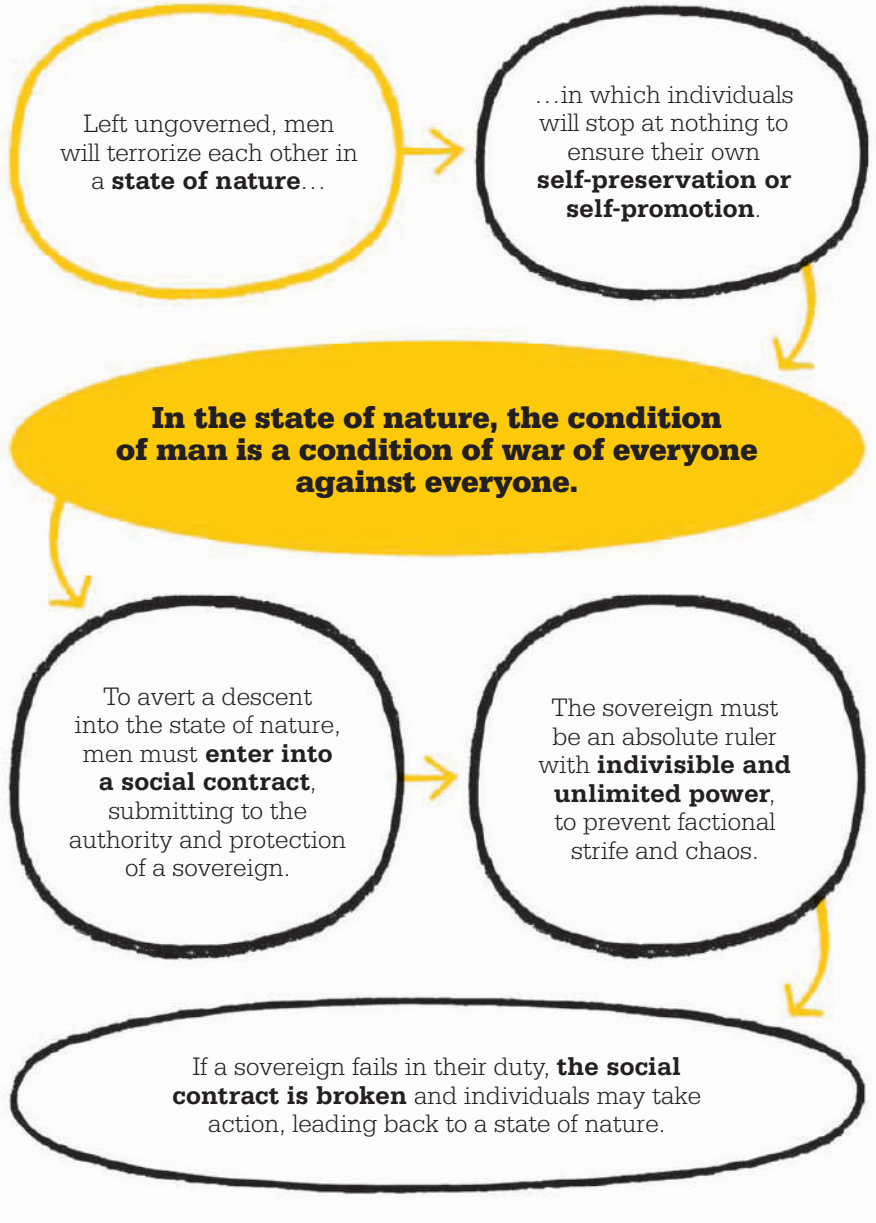 Left ungoverned, men
will terrorize each other in
a state of nature…
…in which individuals
will stop at nothing to
ensure their own
self-preservation or
self-promotion.
In the state of nature, the condition
of man is a condition of war of everyone
against everyone.
To avert a descent
into the state of nature,
men must enter into
a social contract,
submitting to the
authority and protection
of a sovereign.
The sovereign must
be an absolute ruler
with indivisible and
unlimited power,
to prevent factional
strife and chaos.
If a sovereign fails in their duty, the social
contract is broken and individuals may take
action, leading back to a state of nature.